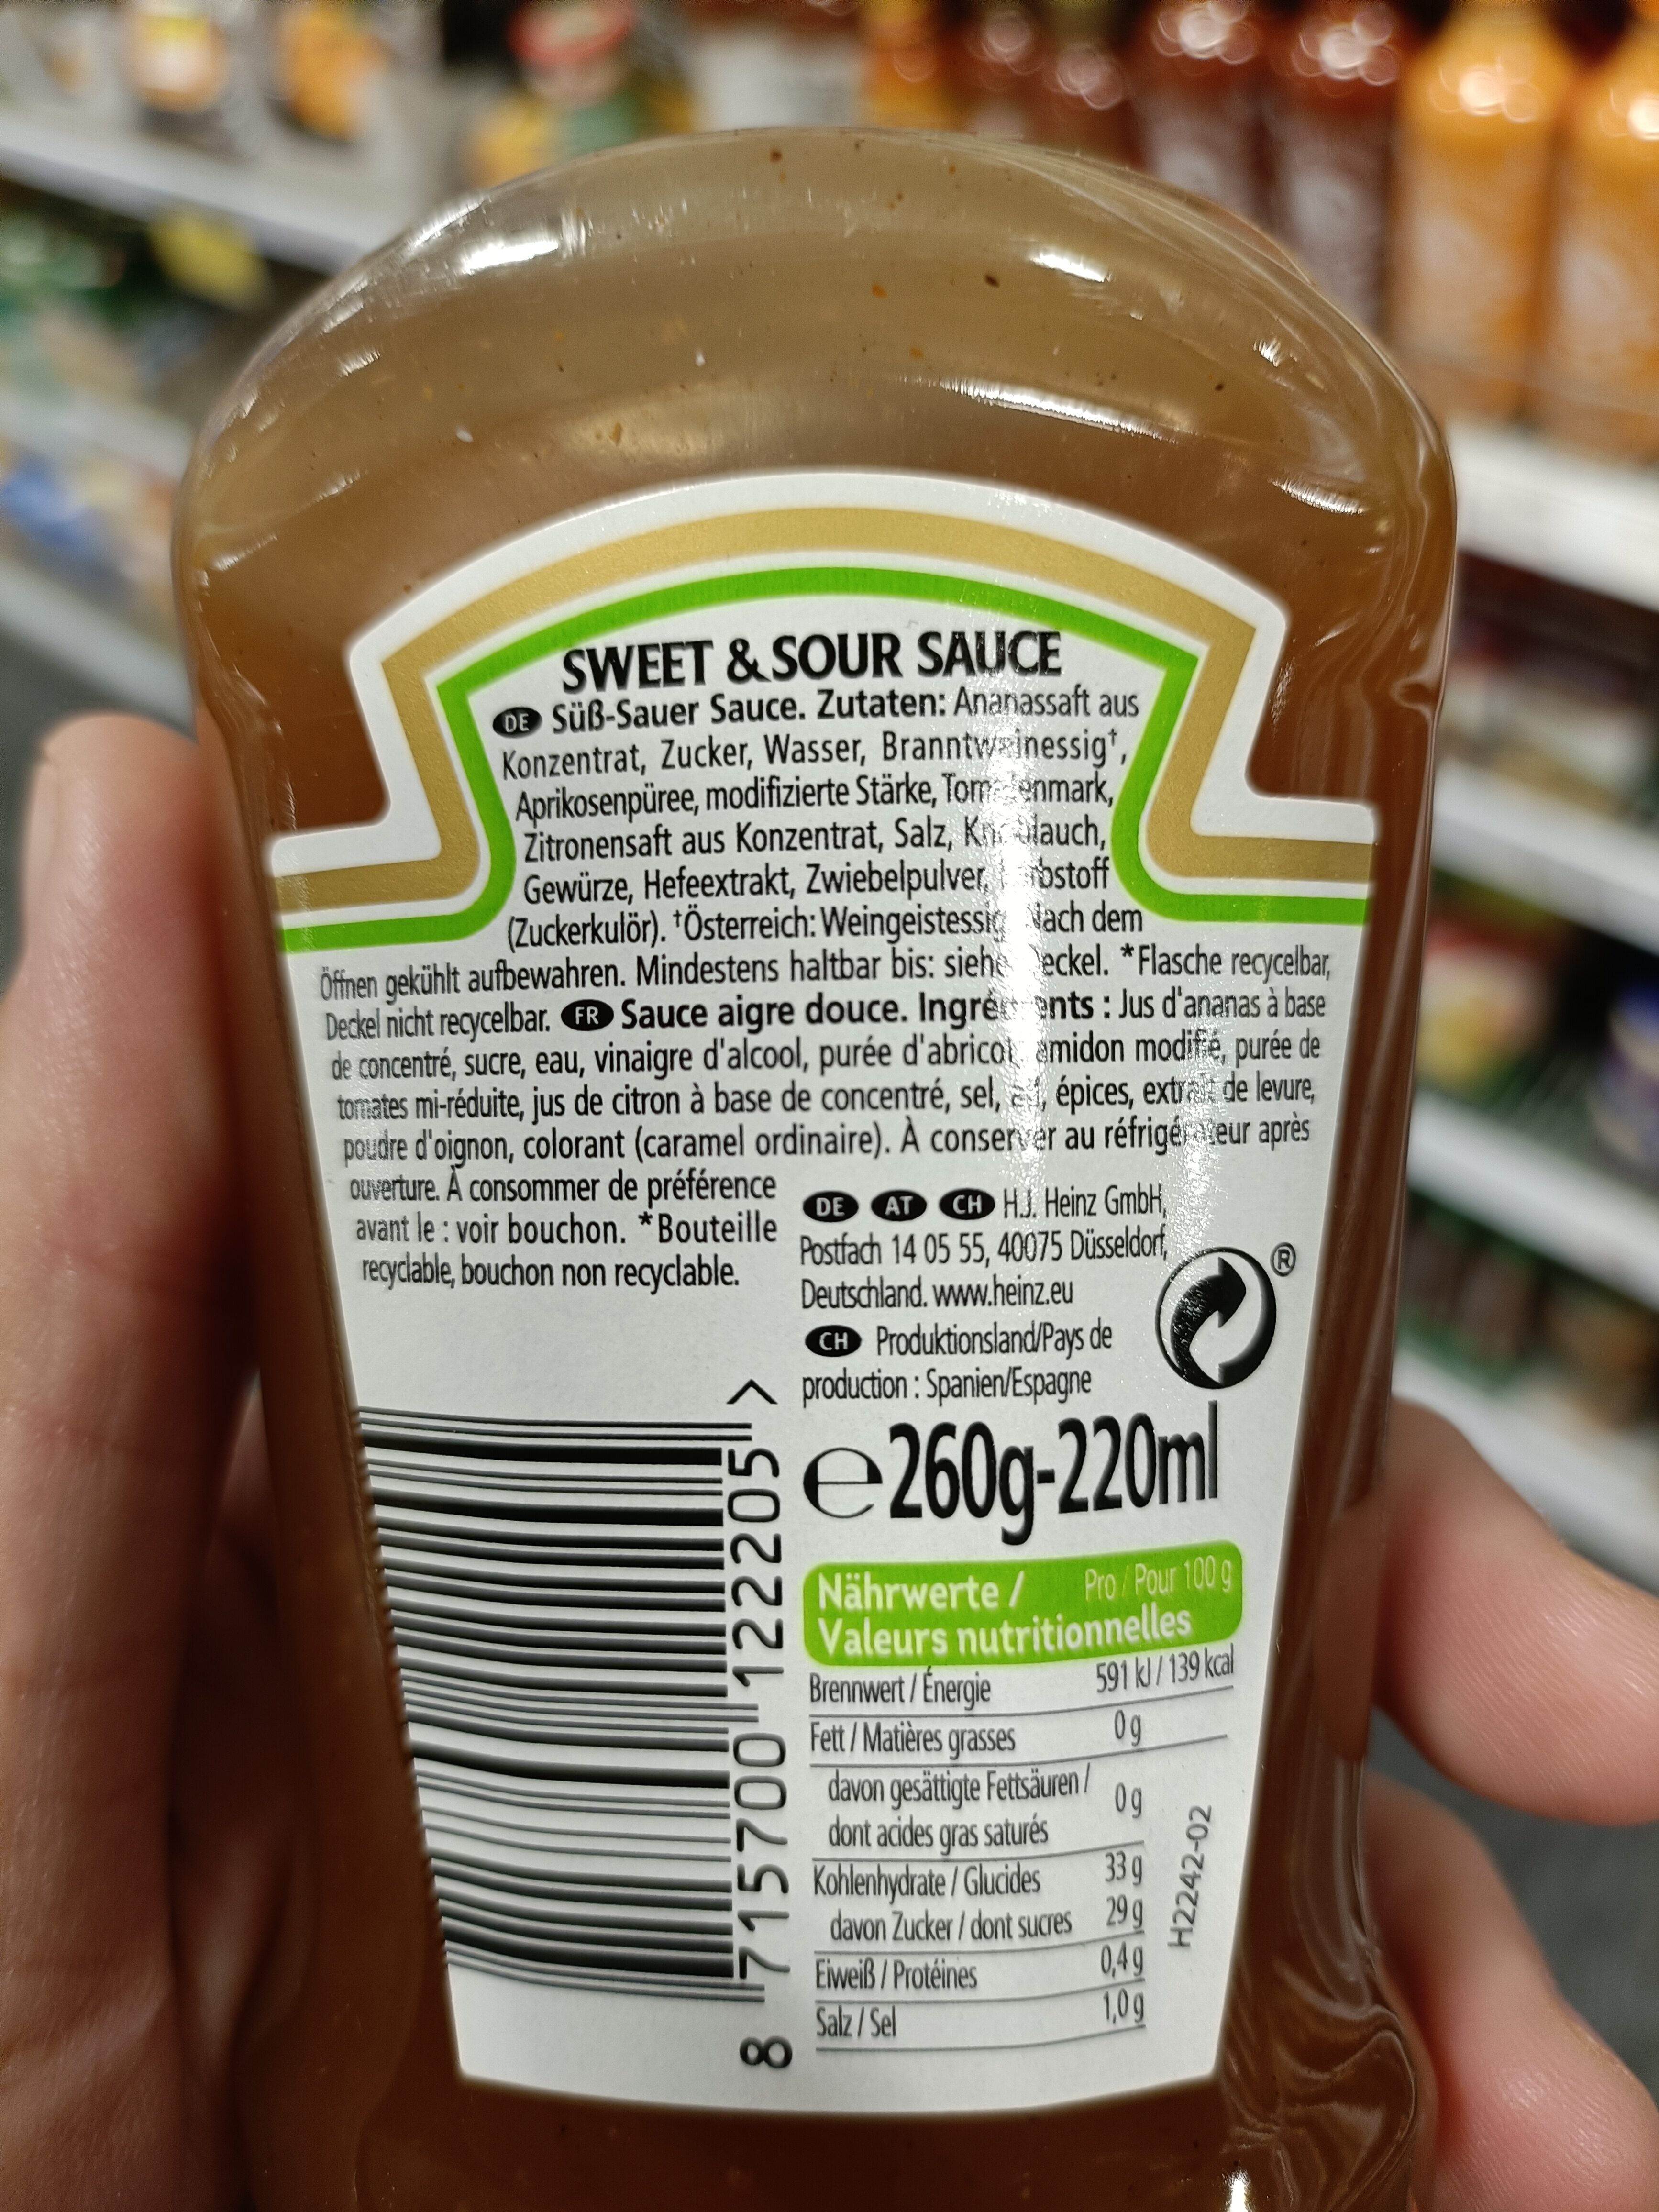 SWEET & SOUR SAUCE
DE Süß-Sauer Sauce. Zutaten: Ananassaft aus
Konzentrat, Zucker, Wasser, Branntweinessig†,
Aprikosenpüree, modifizierte Stärke, Tomatenmark,
Zitronensaft aus Konzentrat, Salz, Knoblauch,
Gewürze, Hefeextrakt, Zwiebelpulver, Farbstoff
(Zuckerkulör). †Österreich: Weingeistessig. Nach dem
Öffnen gekühlt aufbewahren. Mindestens haltbar bis: siehe Deckel. *Flasche recycelbar,
Deckel nicht recycelbar. FR Sauce aigre douce. Ingrédients : Jus d'ananas à base
de concentré, sucre, eau, vinaigre d'alcool, purée d'abricot, amidon modifié, purée de
tomates mi-réduite, jus de citron à base de concentré, sel, ail, épices, extrait de levure,
poudre d'oignon, colorant (caramel ordinaire). À conserver au réfrigérateur après
ouverture. À consommer de préférence
avant le : voir bouchon. *Bouteille
recyclable, bouchon non recyclable.
DE AT CH H.J. Heinz GmbH,
Postfach 14 05 55, 40075 Düsseldorf,
Deutschland. www.heinz.eu
®
CH Produktionsland/Pays de
production : Spanien/Espagne
e 260g-220ml
8 715700 122205 >
Nährwerte / Pro / Pour 100 g
Valeurs nutritionnelles
Brennwert / Énergie 591 kJ / 139 kcal
Fett / Matières grasses 0 g
davon gesättigte Fettsäuren /
dont acides gras saturés 0 g
Kohlenhydrate / Glucides 33 g
davon Zucker / dont sucres 29 g
Eiweiß / Protéines 0,4 g
Salz / Sel 1,0 g
H2242-02